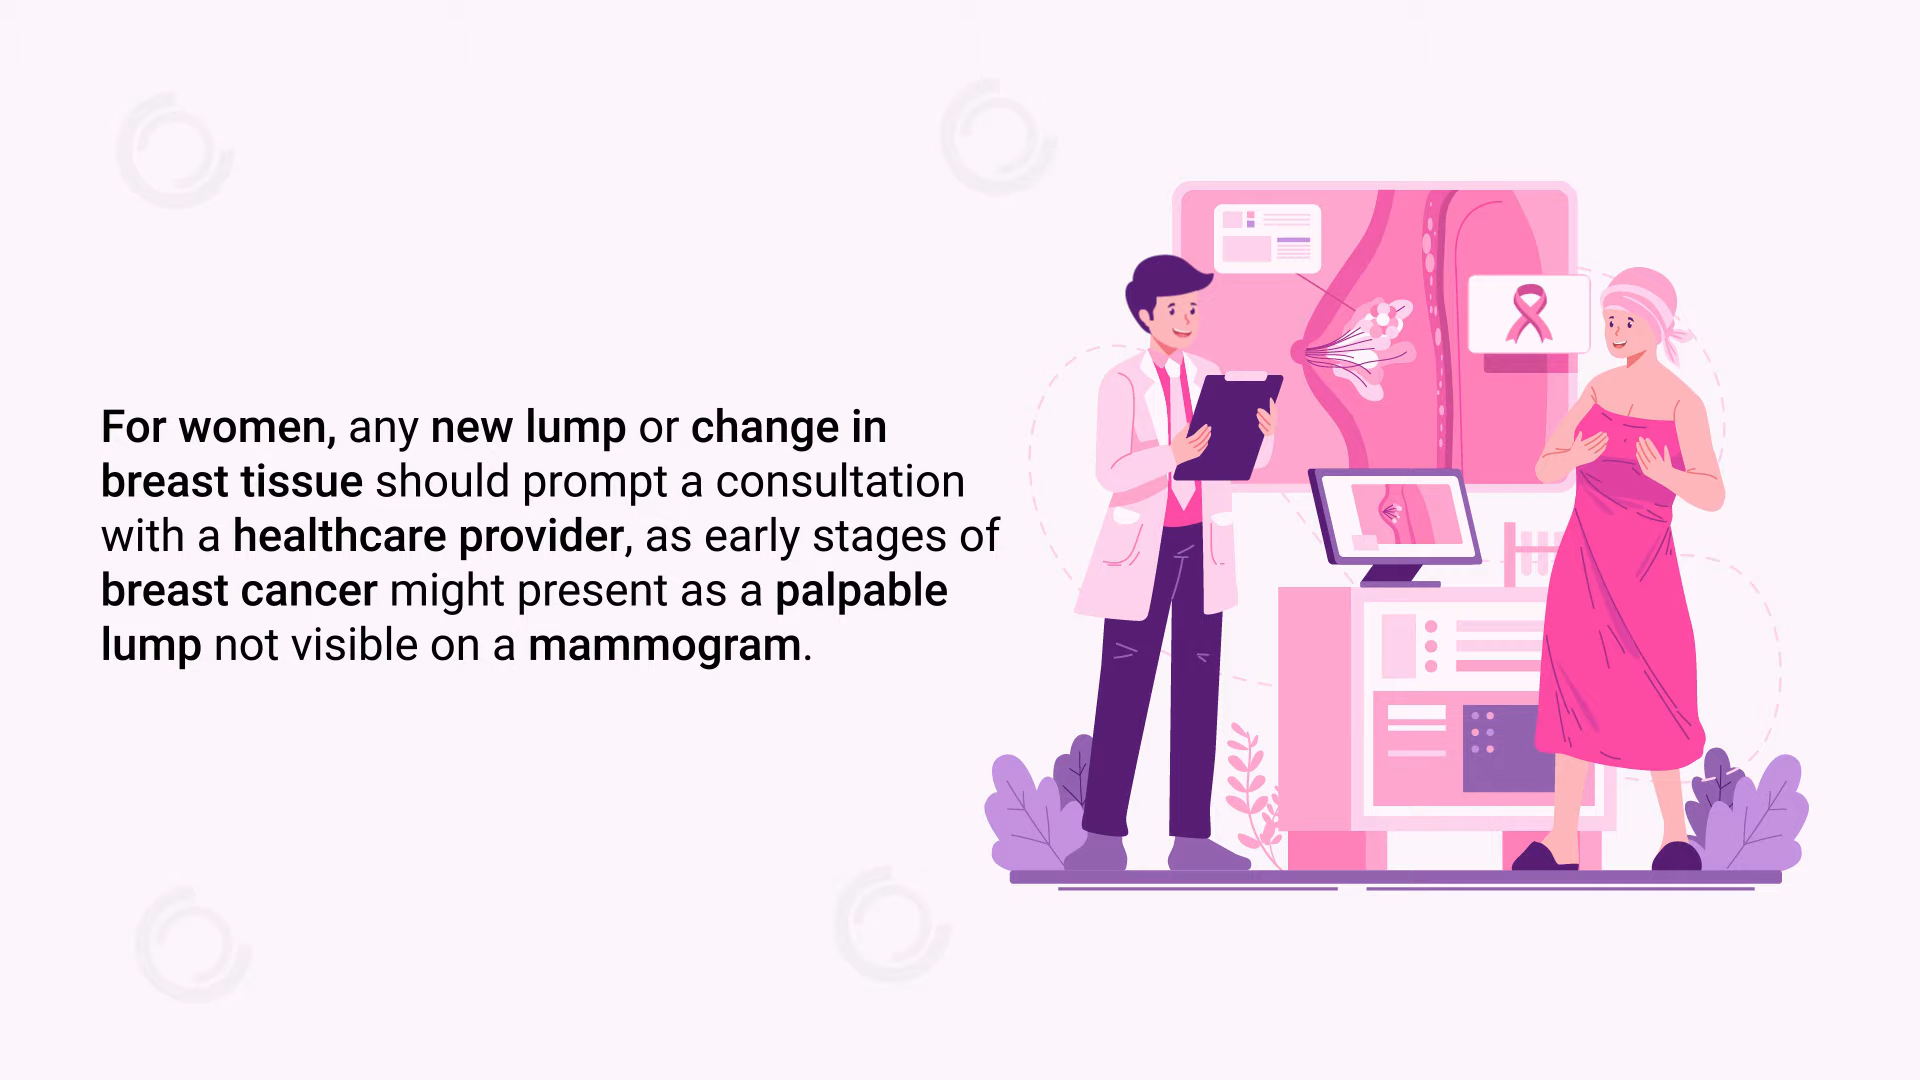 For women, any new lump or change in
breast tissue should prompt a consultation
with a healthcare provider, as early stages of
breast cancer might present as a palpable
lump not visible on a mammogram.